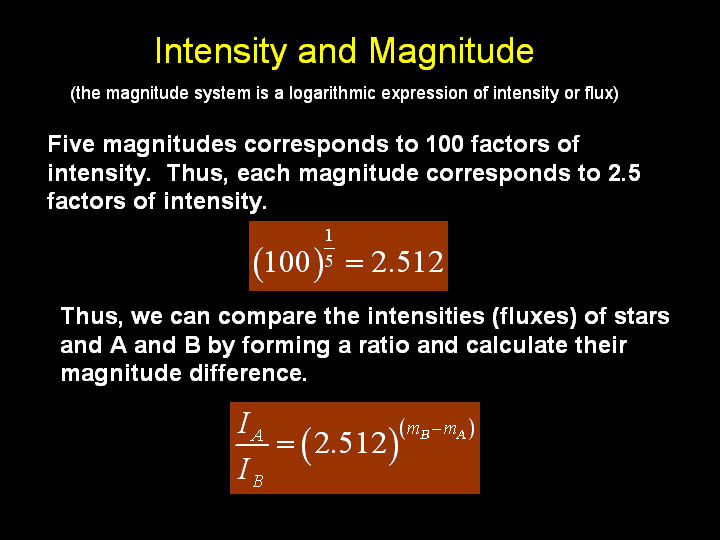 Intensity and Magnitude
(the magnitude system is a logarithmic expression of intensity or flux)
Five magnitudes corresponds to 100 factors of
intensity.  Thus, each magnitude corresponds to 2.5
factors of intensity.
(100)^(1/5) = 2.512
Thus, we can compare the intensities (fluxes) of stars
and A and B by forming a ratio and calculate their
magnitude difference.
I_A/I_B = (2.512)^(m_B−m_A)